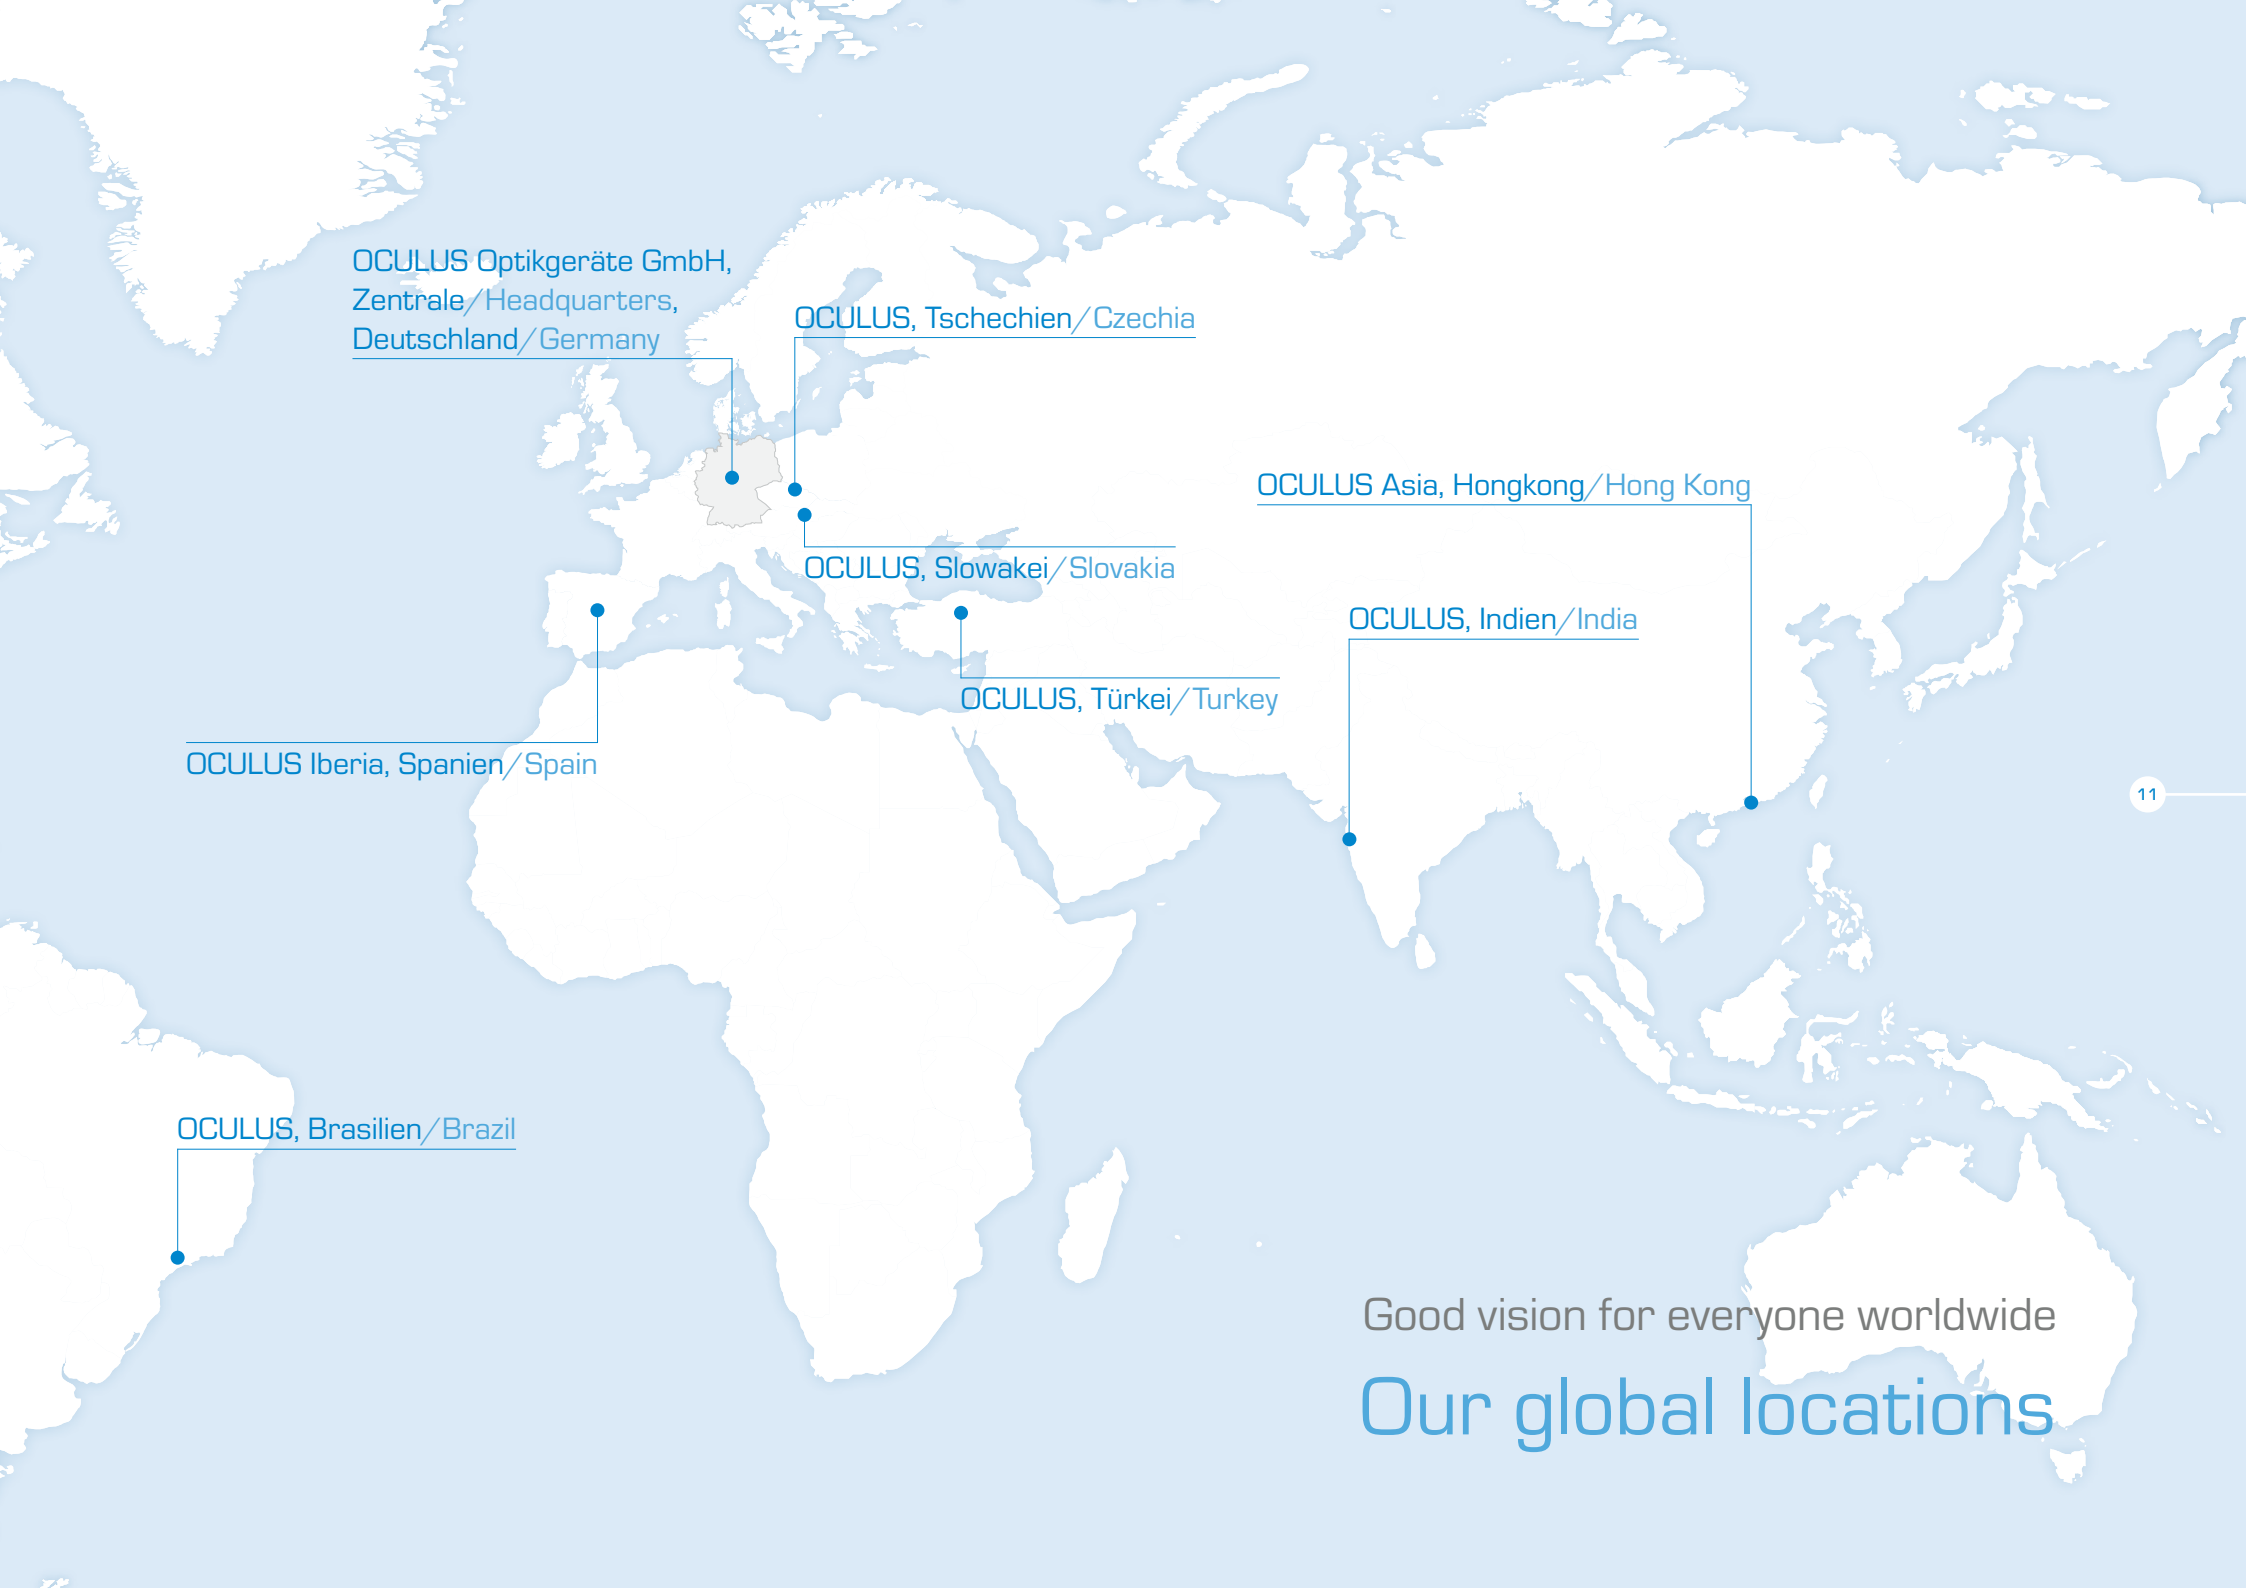 OCULUS Optikgeräte GmbH,
Zentrale/Headquarters,
Deutschland/Germany
OCULUS, Tschechien/Czechia
OCULUS Asia, Hongkong/Hong Kong
OCULUS, Slowakei/Slovakia
OCULUS, Indien/India
OCULUS, Türkei/Turkey
OCULUS Iberia, Spanien/Spain
11
OCULUS, Brasilien/Brazil
Good vision for everyone worldwide
Our global locations